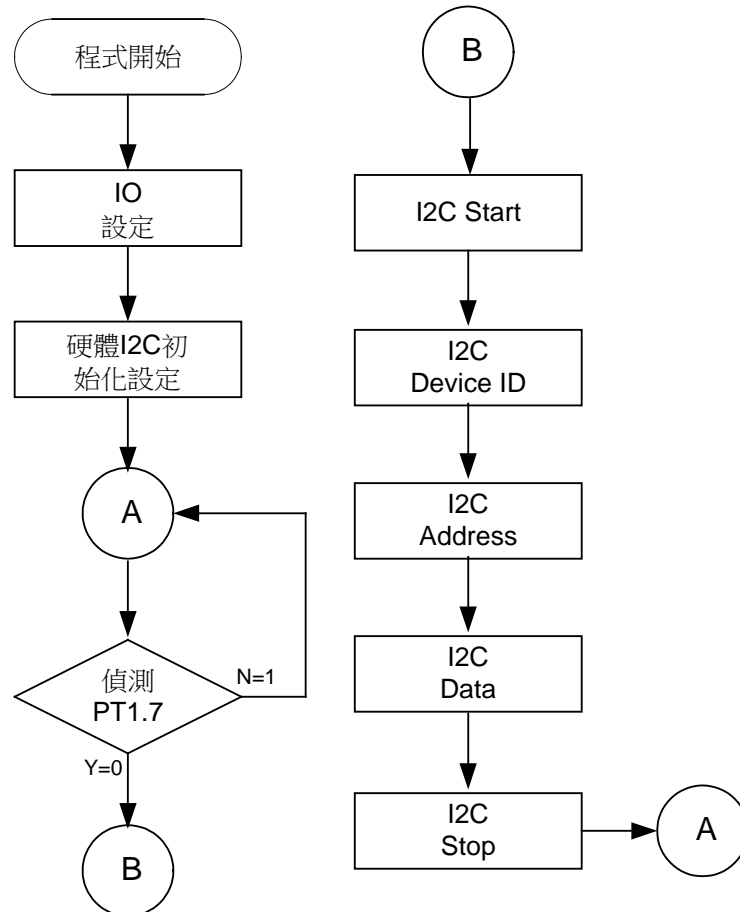 程式開始
IO
設定
硬體I2C初
始化設定
A
偵測
PT1.7
N=1
Y=0
B
B
I2C Start
I2C
Device ID
I2C
Address
I2C
Data
I2C
Stop
A